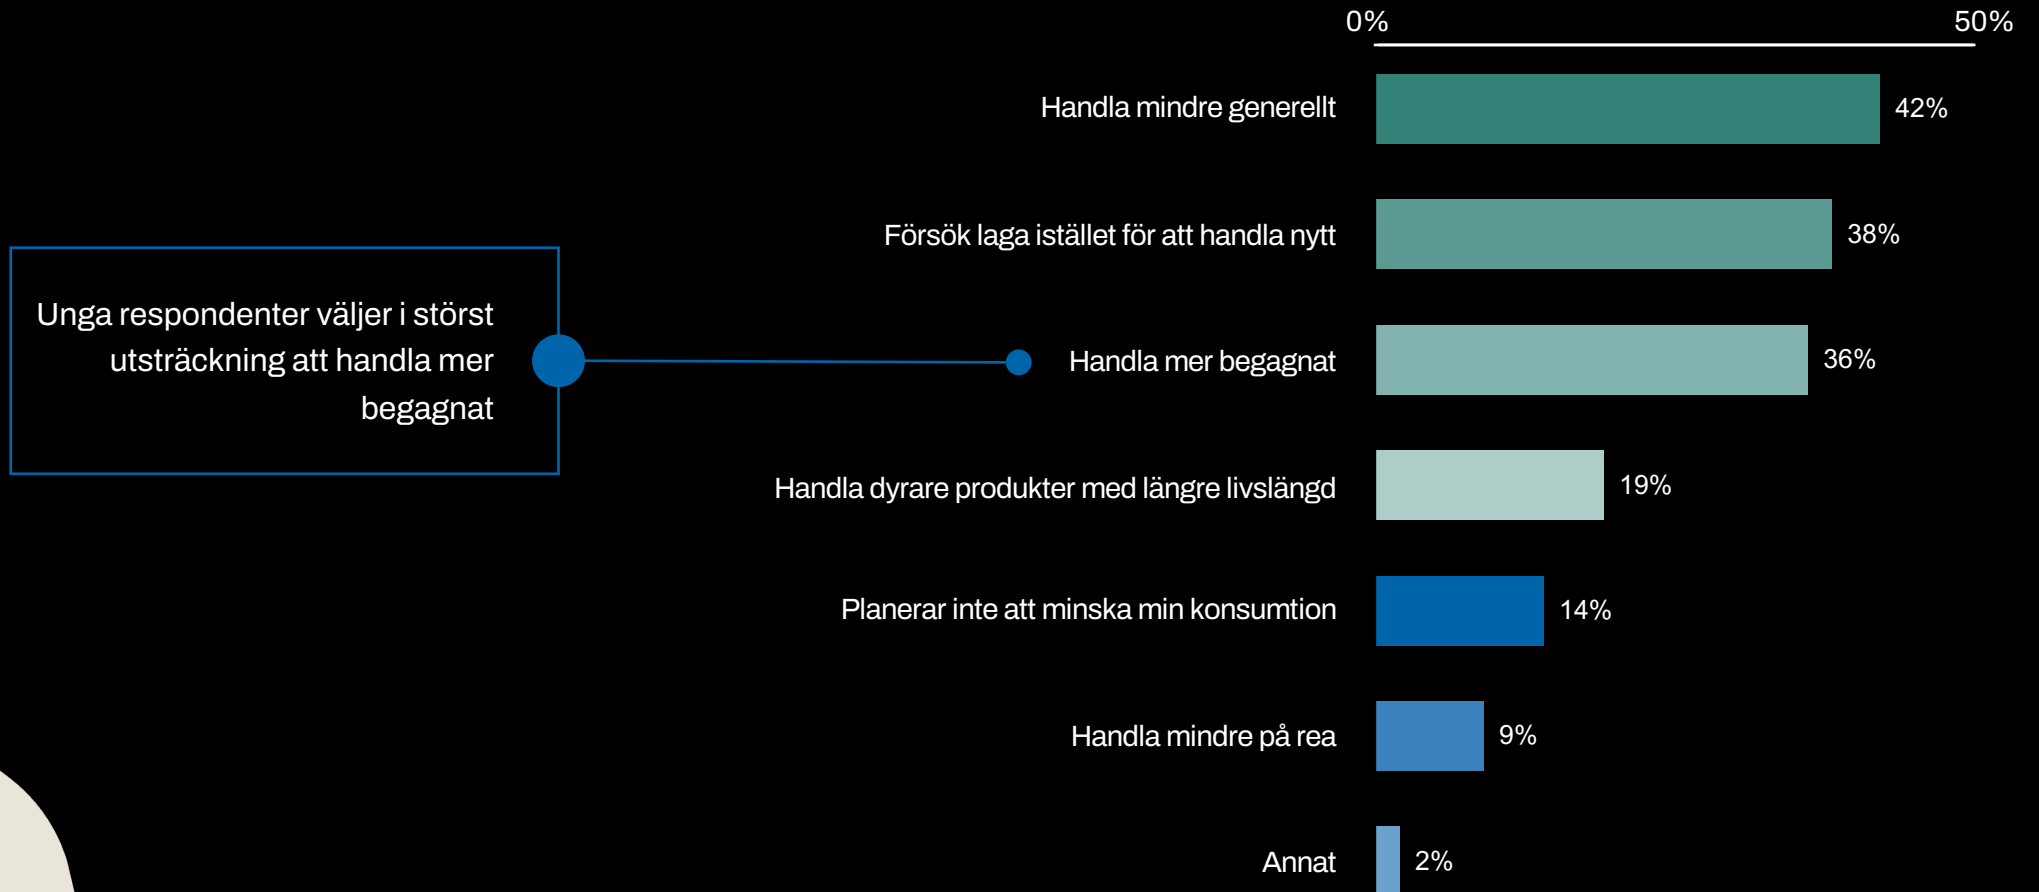 0%
50%
Handla mindre generellt
42%
Försök laga istället för att handla nytt
38%
Unga respondenter väljer i störst
utsträckning att handla mer
begagnat
Handla mer begagnat
36%
Handla dyrare produkter med längre livslängd
19%
Planerar inte att minska min konsumtion
14%
Handla mindre på rea
9%
Annat
2%